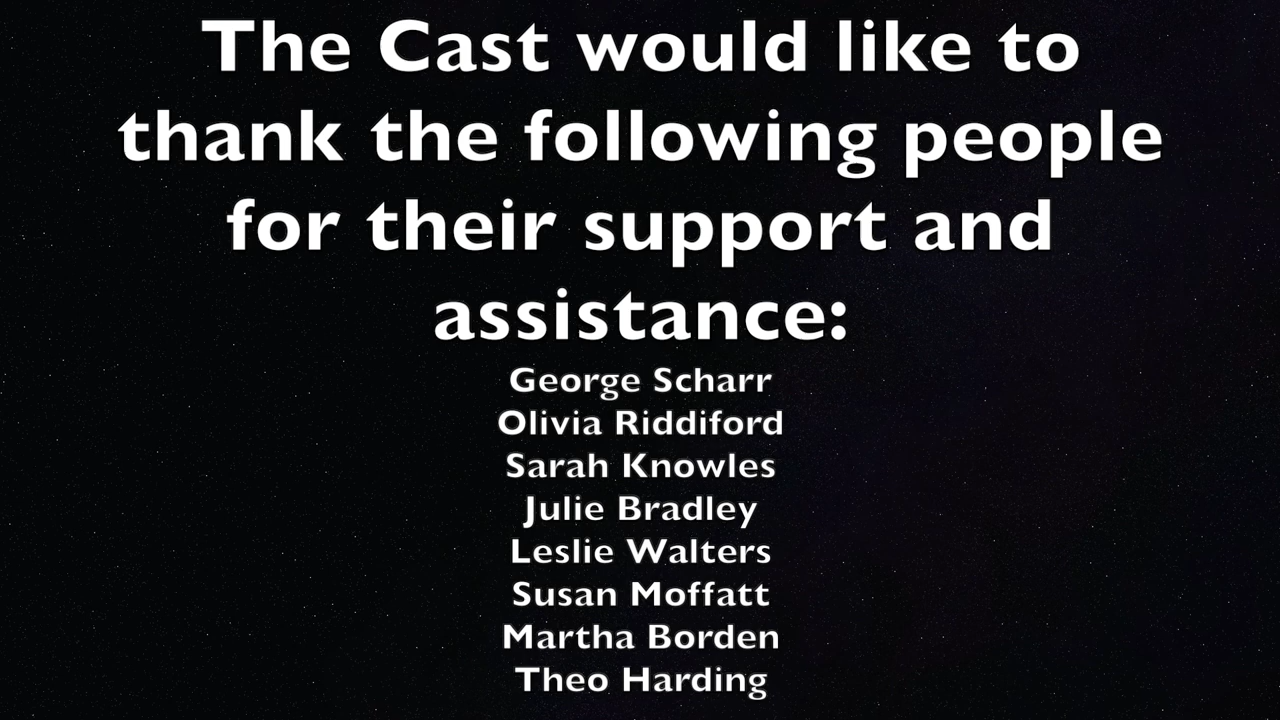 The Cast would like to
thank the following people
for their support and
assistance:
George Scharr
Olivia Riddiford
Sarah Knowles
Julie Bradley
Leslie Walters
Susan Moffatt
Martha Borden
Theo Harding